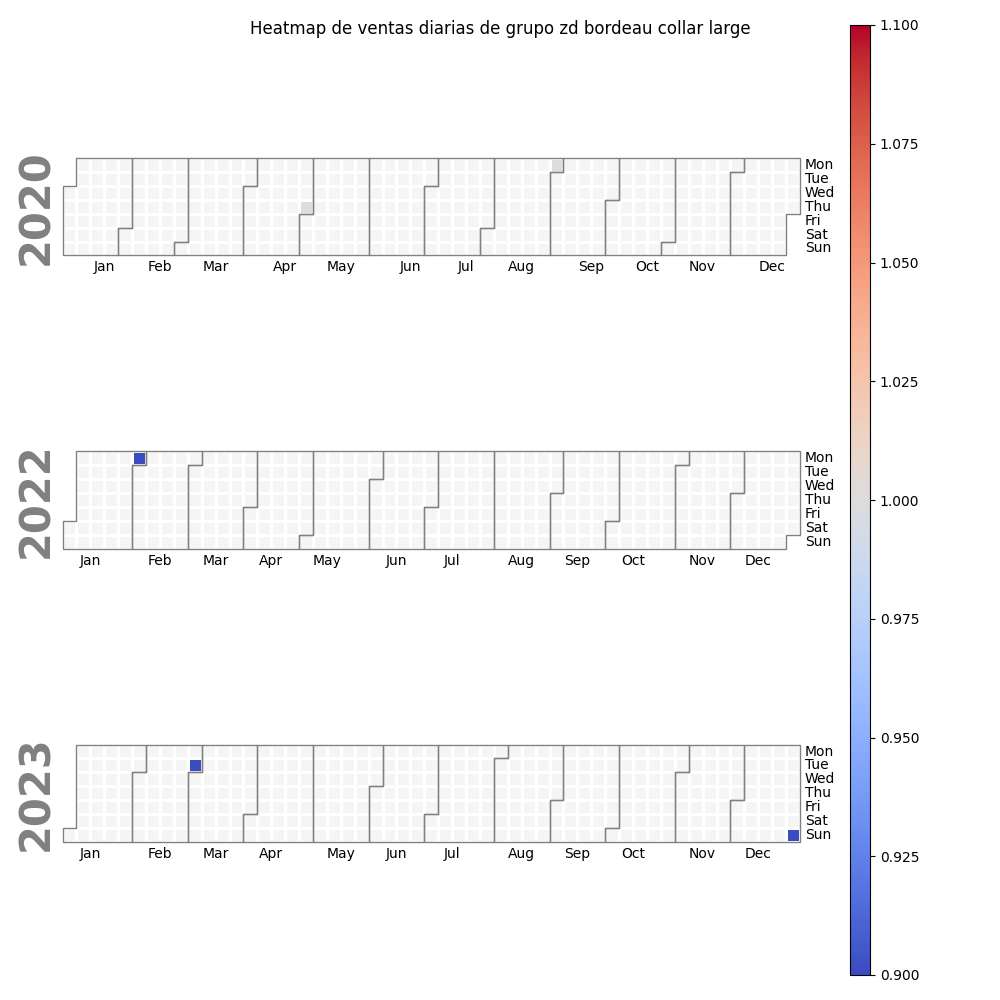 Heatmap de ventas diarias de grupo zd bordeau collar large
2020
Mon
Tue
Wed
Thu
Fri
Sat
Sun
Jan Feb Mar Apr May Jun Jul Aug Sep Oct Nov Dec
2022
Mon
Tue
Wed
Thu
Fri
Sat
Sun
Jan Feb Mar Apr May Jun Jul Aug Sep Oct Nov Dec
2023
Mon
Tue
Wed
Thu
Fri
Sat
Sun
Jan Feb Mar Apr May Jun Jul Aug Sep Oct Nov Dec
1.100
1.075
1.050
1.025
1.000
0.975
0.950
0.925
0.900